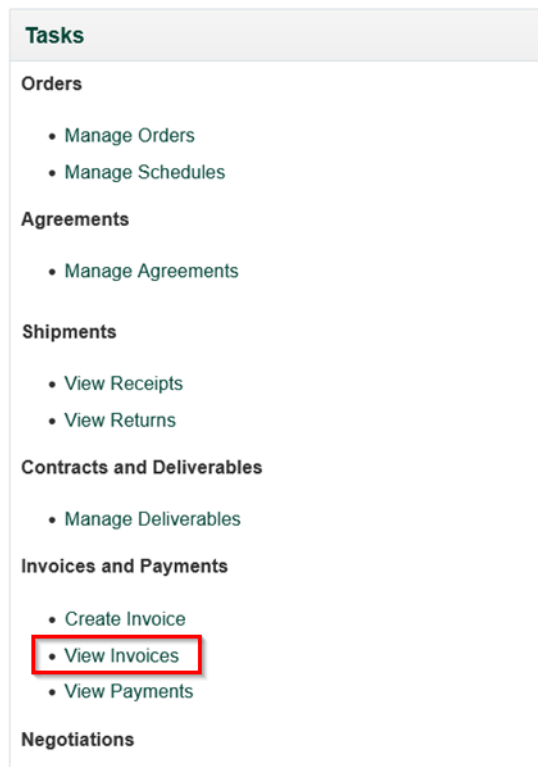 Tasks
Orders
• Manage Orders
• Manage Schedules
Agreements
• Manage Agreements
Shipments
• View Receipts
• View Returns
Contracts and Deliverables
• Manage Deliverables
Invoices and Payments
• Create Invoice
• View Invoices
• View Payments
Negotiations